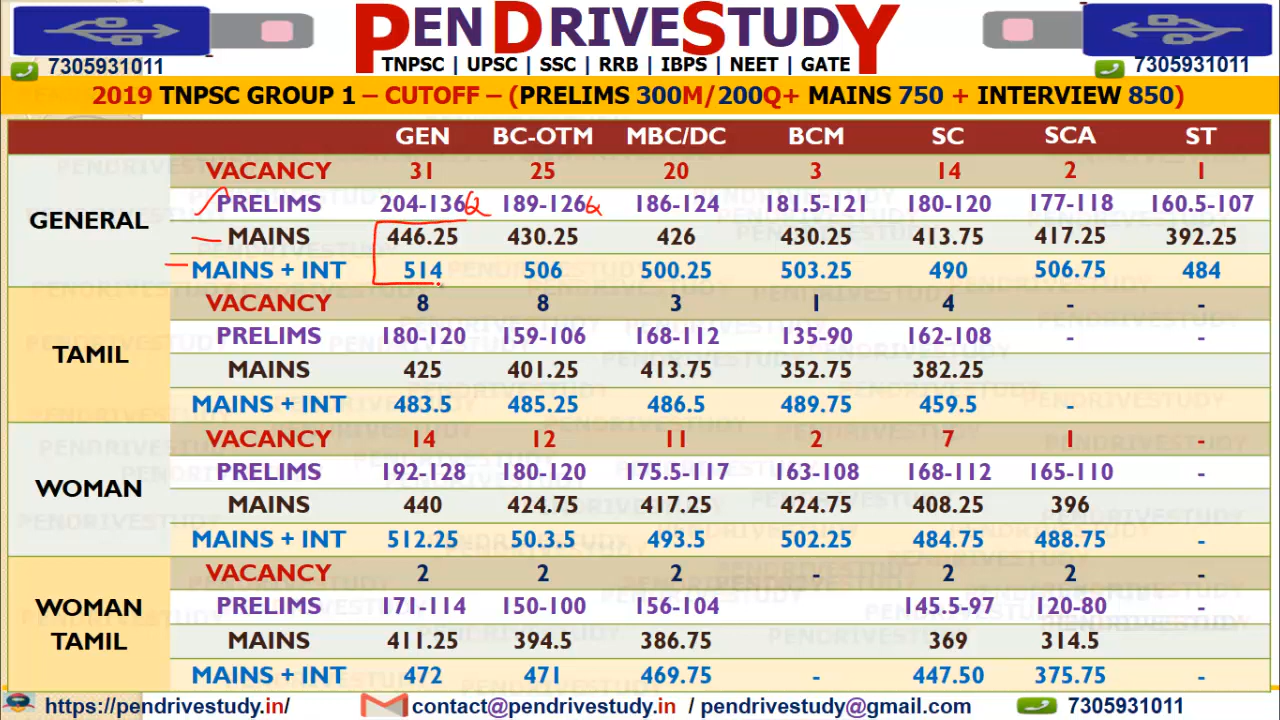 PENDRIVESTUDY
TNPSC | UPSC | SSC | RRB | IBPS | NEET | GATE
7305931011
7305931011
2019 TNPSC GROUP 1 – CUTOFF – (PRELIMS 300M/200Q+ MAINS 750 + INTERVIEW 850)
GEN BC-OTM MBC/DC BCM SC SCA ST
GENERAL
VACANCY 31 25 20 3 14 2 1
PRELIMS 204-136Q 189-126Q 186-124 181.5-121 180-120 177-118 160.5-107
MAINS 446.25 430.25 426 430.25 413.75 417.25 392.25
MAINS + INT 514 506 500.25 503.25 490 506.75 484
TAMIL
VACANCY 8 8 3 1 4 - -
PRELIMS 180-120 159-106 168-112 135-90 162-108 - -
MAINS 425 401.25 413.75 352.75 382.25
MAINS + INT 483.5 485.25 486.5 489.75 459.5 -
WOMAN
VACANCY 14 12 11 2 7 1 -
PRELIMS 192-128 180-120 175.5-117 163-108 168-112 165-110 -
MAINS 440 424.75 417.25 424.75 408.25 396
MAINS + INT 512.25 50.3.5 493.5 502.25 484.75 488.75 -
WOMAN TAMIL
VACANCY 2 2 2 - 2 2 -
PRELIMS 171-114 150-100 156-104 145.5-97 120-80 -
MAINS 411.25 394.5 386.75 369 314.5
MAINS + INT 472 471 469.75 - 447.50 375.75 -
https://pendrivestudy.in/ contact@pendrivestudy.in / pendrivestudy@gmail.com 7305931011